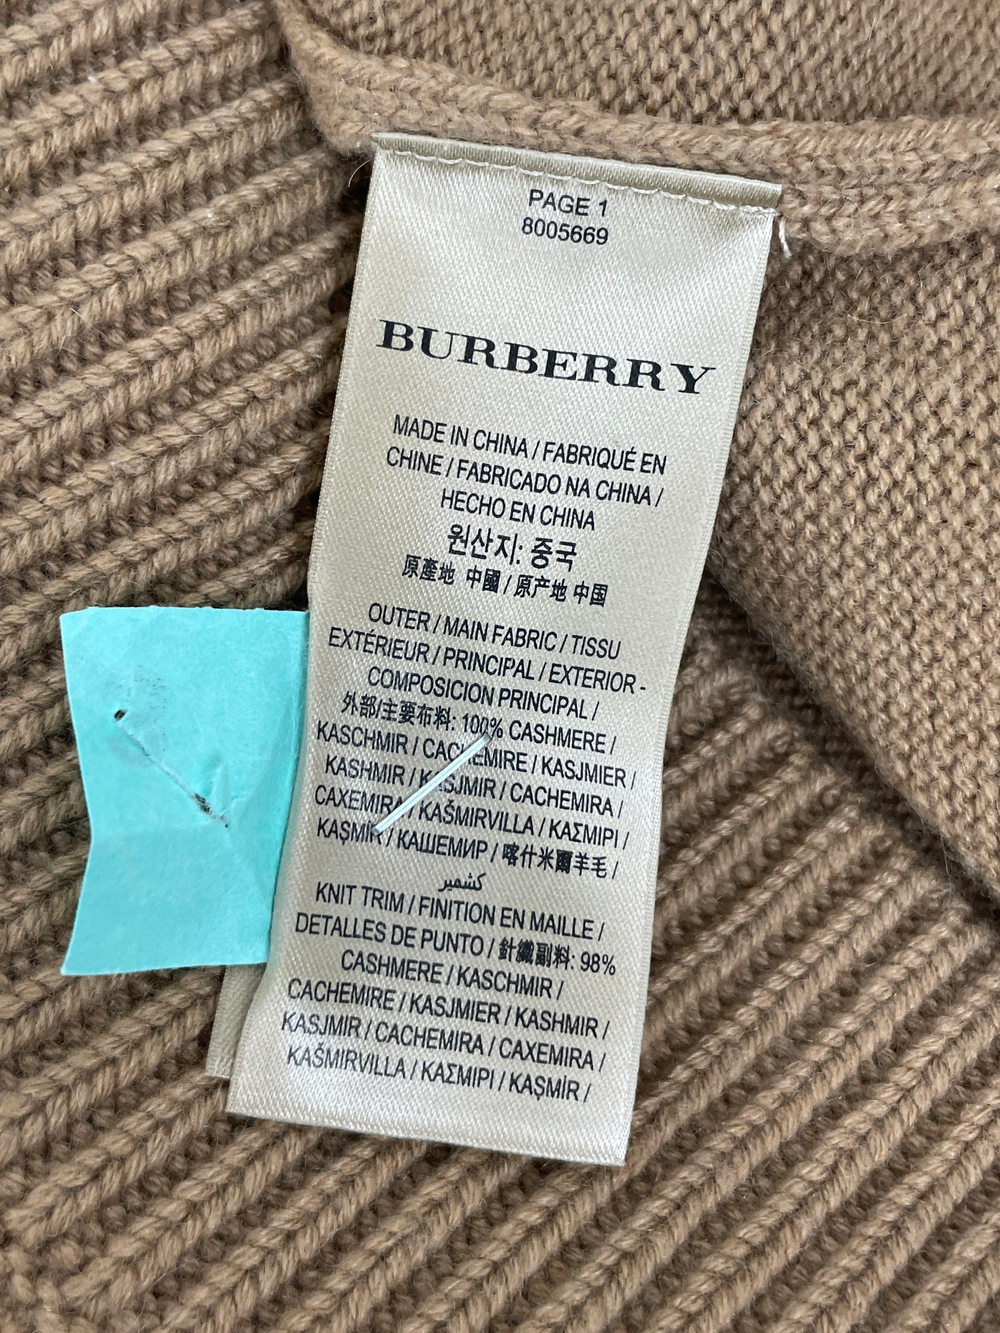 PAGE 1
8005669
BURBERRY
MADE IN CHINA / FABRIQUÉ EN
CHINE / FABRICADO NA CHINA /
HECHO EN CHINA
원산지: 중국
原產地 中國 / 原产地 中国
OUTER / MAIN FABRIC / TISSU
EXTÉRIEUR / PRINCIPAL / EXTERIOR -
COMPOSICION PRINCIPAL /
外部/主要布料: 100% CASHMERE /
KASCHMIR / CACHEMIRE / KASJMIER /
KASHMIR / KASJMIR / CACHEMIRA /
CAXEMIRA / KAŠMIRVILLA / ΚΑΣΜΙΡΙ /
KAŞMİR / КАШЕМИР / 喀什米爾羊毛 /
كشمير
KNIT TRIM / FINITION EN MAILLE /
DETALLES DE PUNTO / 針織副料: 98%
CASHMERE / KASCHMIR /
CACHEMIRE / KASJMIER / KASHMIR /
KASJMIR / CACHEMIRA / CAXEMIRA /
KAŠMIRVILLA / ΚΑΣΜΙΡΙ / KAŞMİR /